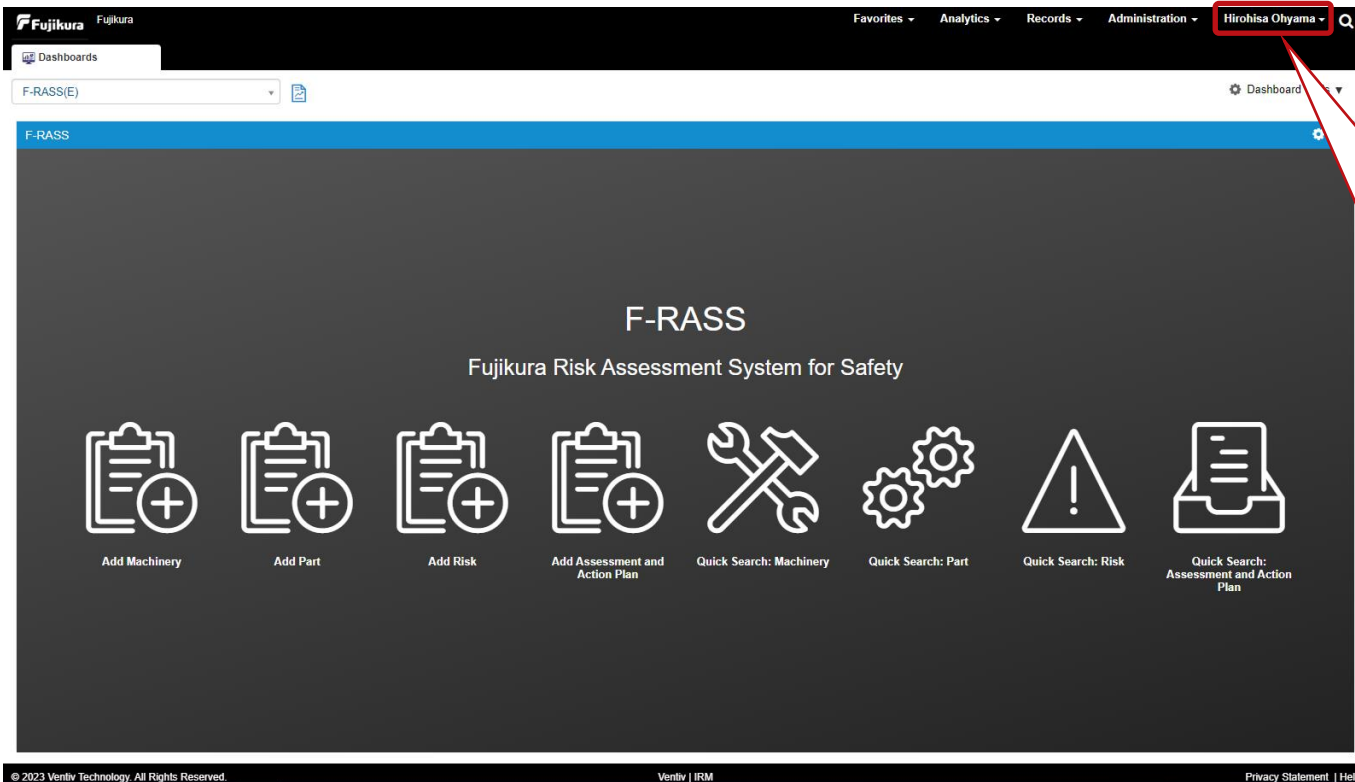 Fujikura Fujikura Favorites Analytics Records Administration Hirohisa Ohyama
Dashboards
F-RASS(E) Dashboard
F-RASS
F-RASS
Fujikura Risk Assessment System for Safety
Add Machinery Add Part Add Risk Add Assessment and Action Plan Quick Search: Machinery Quick Search: Part Quick Search: Risk Quick Search: Assessment and Action Plan
© 2023 Ventiv Technology. All Rights Reserved. Ventiv | IRM Privacy Statement | Hel